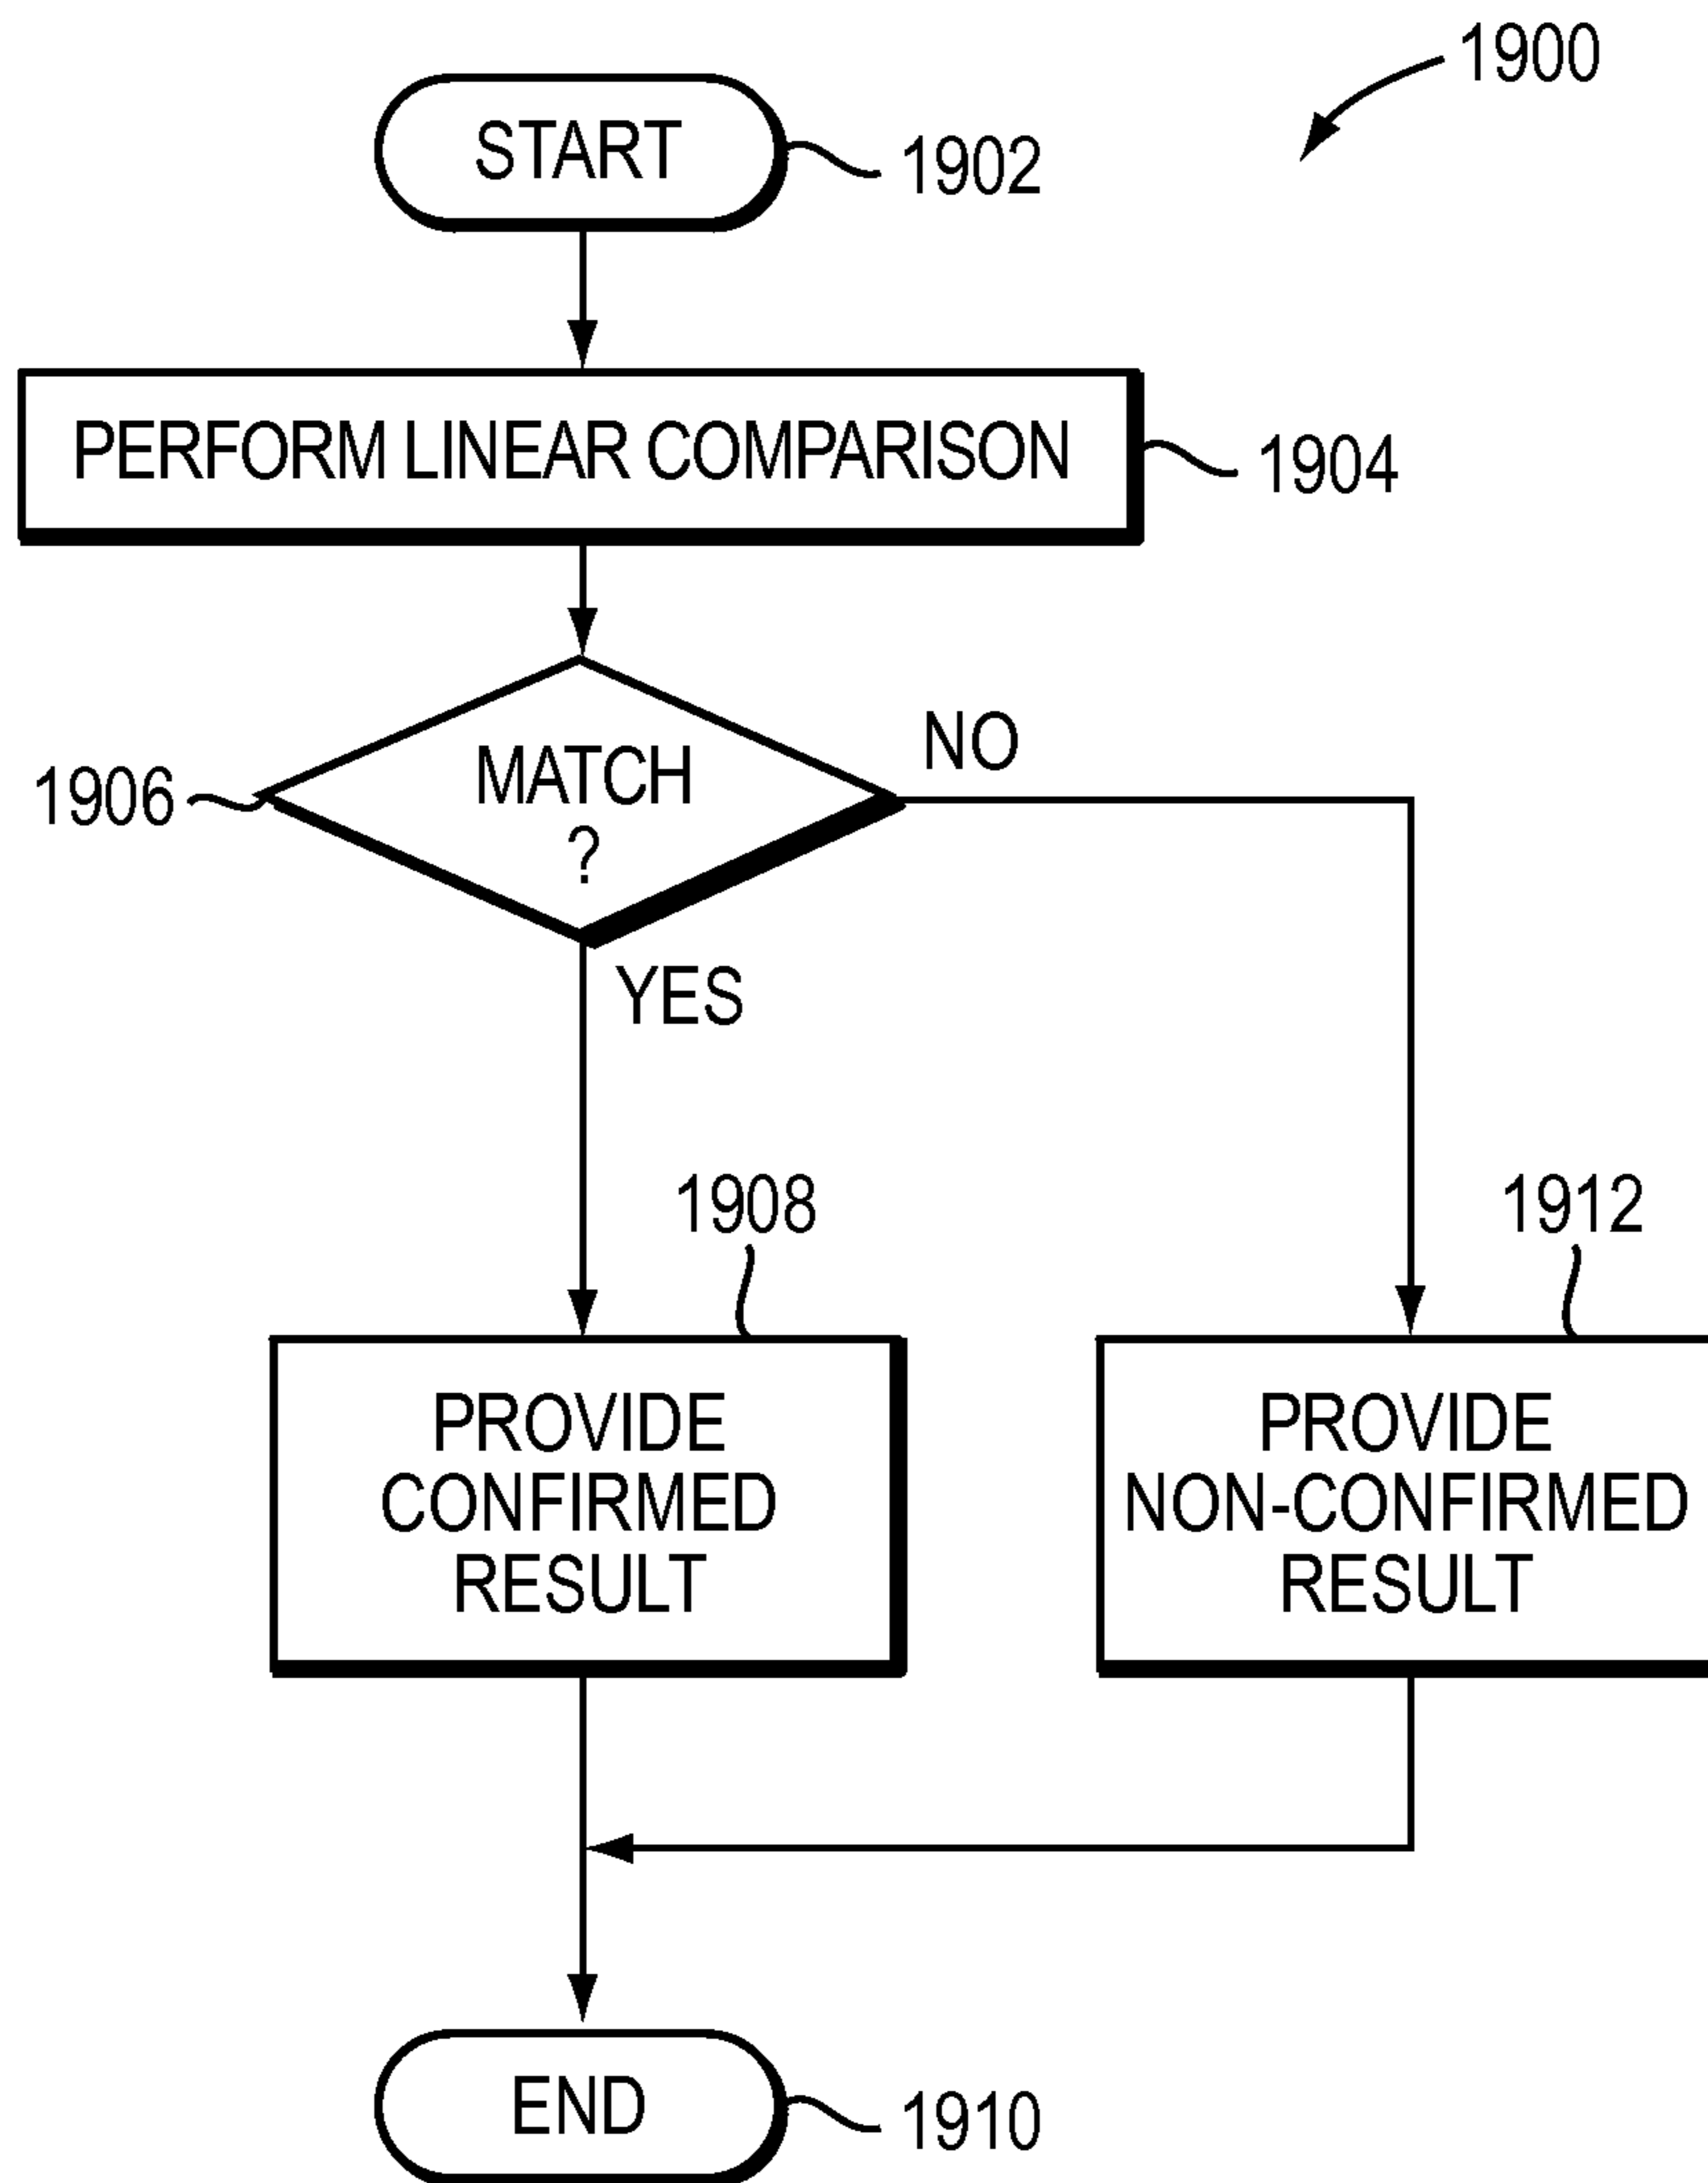 1900
START
1902
PERFORM LINEAR COMPARISON
1904
MATCH
?
1906
NO
YES
1908
1912
PROVIDE
CONFIRMED
RESULT
PROVIDE
NON-CONFIRMED
RESULT
END
1910